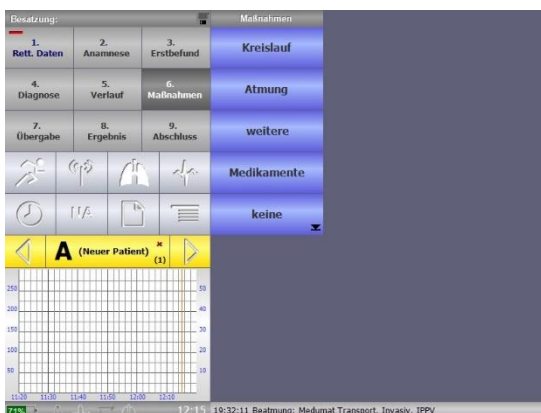 Besatzung:
Maßnahmen
1.
Rett. Daten
2.
Anamnese
3.
Erstbefund
Kreislauf
4.
Diagnose
5.
Verlauf
6.
Maßnahmen
Atmung
7.
Übergabe
8.
Ergebnis
9.
Abschluss
weitere
Medikamente
N/A
keine
A (Neuer Patient) (1)
250 50
200 40
150 30
100 20
50 10
11:20 11:30 11:40 11:50 12:00 12:10
71% 12:15 19:32:11 Beatmung: Medumat Transport, Invasiv, IPPV